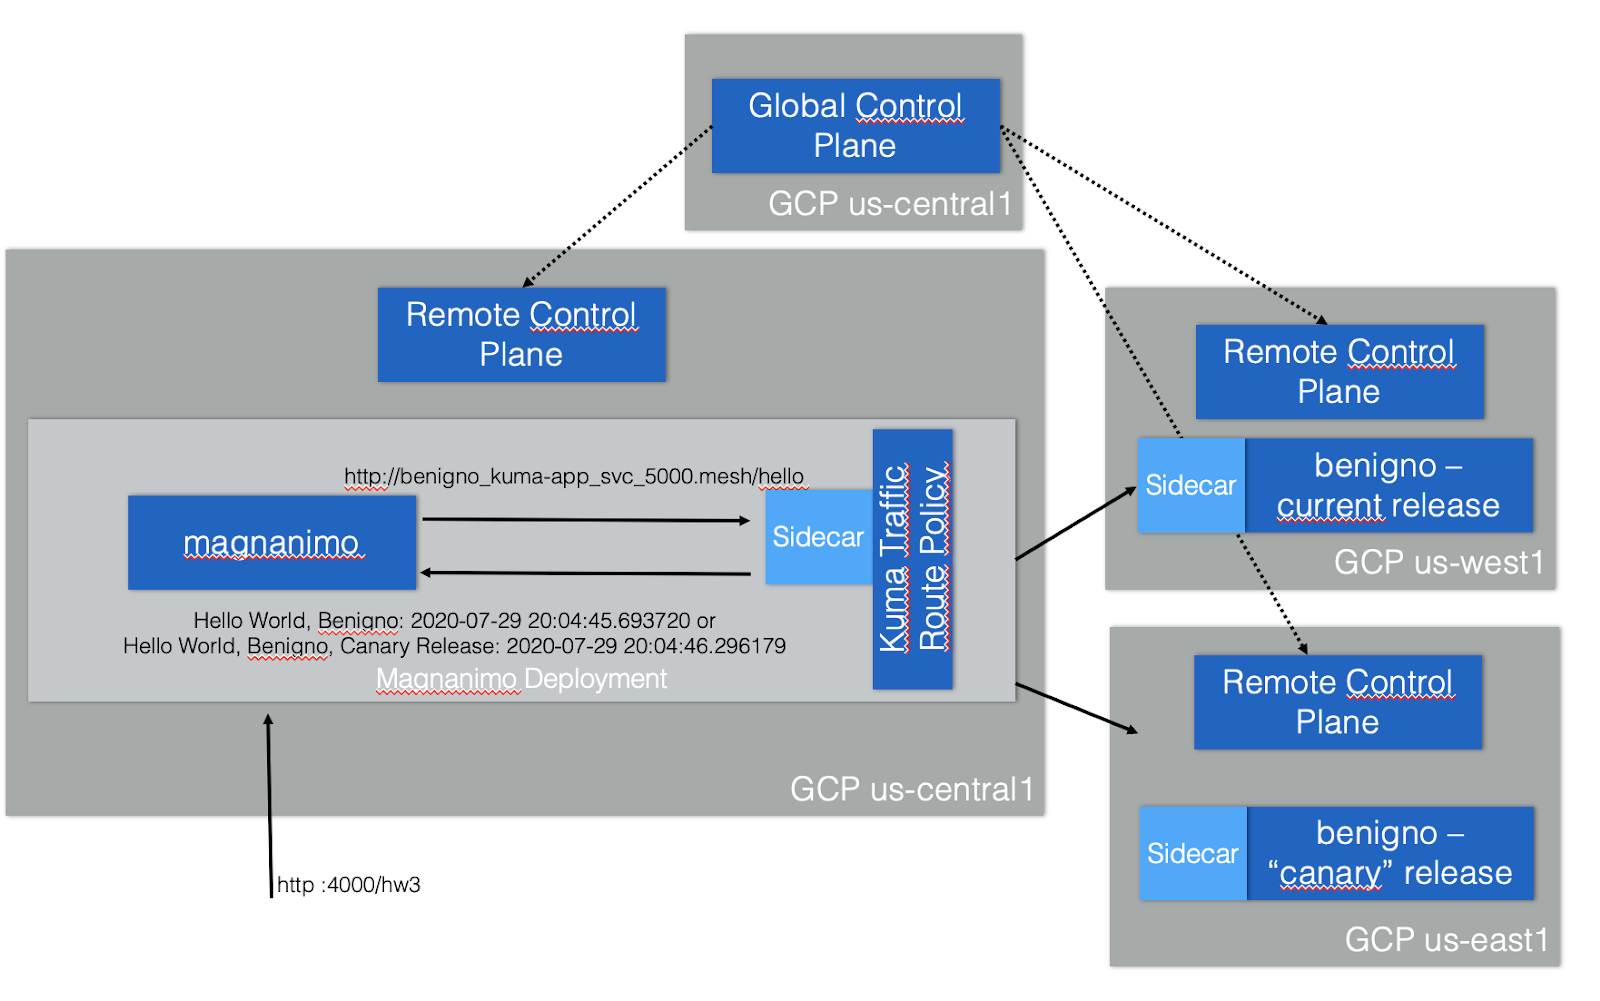 Global Control
Plane
GCP us-central1
Remote Control
Plane
http://benigno_kuma-app_svc_5000.mesh/hello
magnanimo
Sidecar
Kuma Traffic
Route Policy
Hello World, Benigno: 2020-07-29 20:04:45.693720 or
Hello World, Benigno, Canary Release: 2020-07-29 20:04:46.296179
Magnanimo Deployment
GCP us-central1
http :4000/hw3
Remote Control
Plane
Sidecar
benigno –
current release
GCP us-west1
Remote Control
Plane
Sidecar
benigno –
“canary” release
GCP us-east1